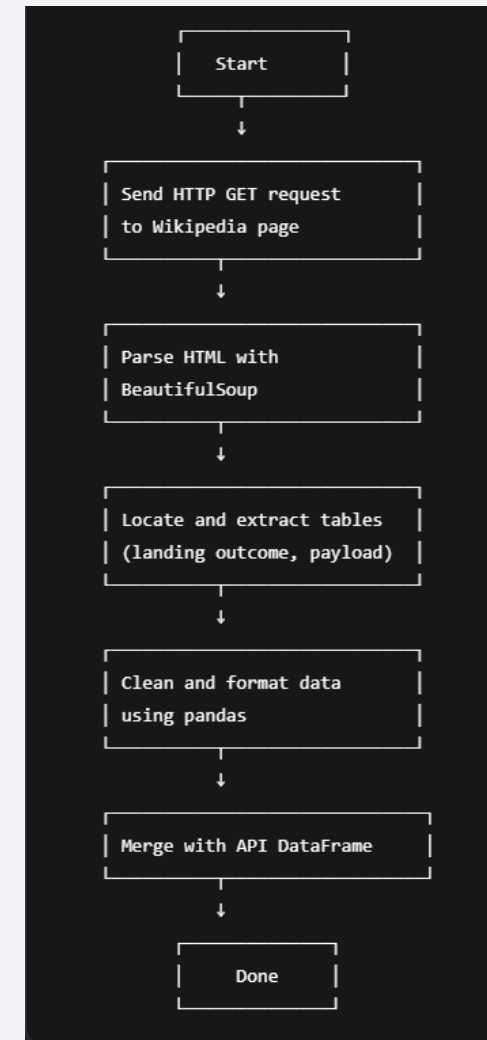 Start
Send HTTP GET request
to Wikipedia page
Parse HTML with
BeautifulSoup
Locate and extract tables
(landing outcome, payload)
Clean and format data
using pandas
Merge with API DataFrame
Done